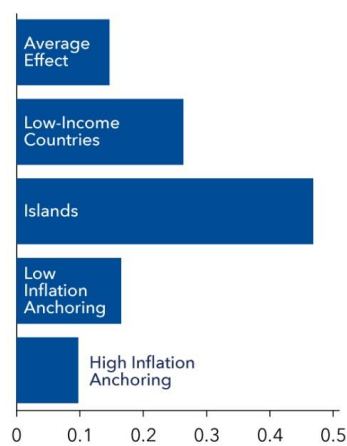 Average
Effect
Low-Income
Countries
Islands
Low
Inflation
Anchoring
High Inflation
Anchoring
0 0.1 0.2 0.3 0.4 0.5